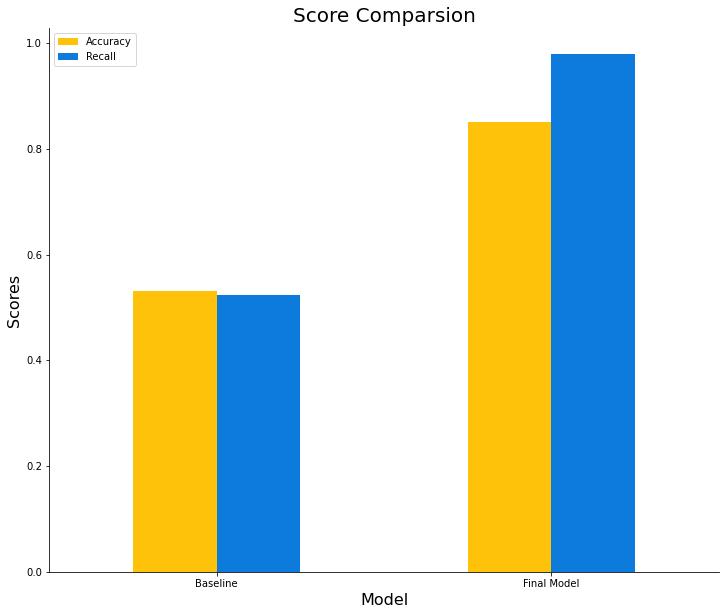 Score Comparsion
Accuracy
Recall
1.0
0.8
0.6
0.4
0.2
0.0
Scores
Baseline
Final Model
Model